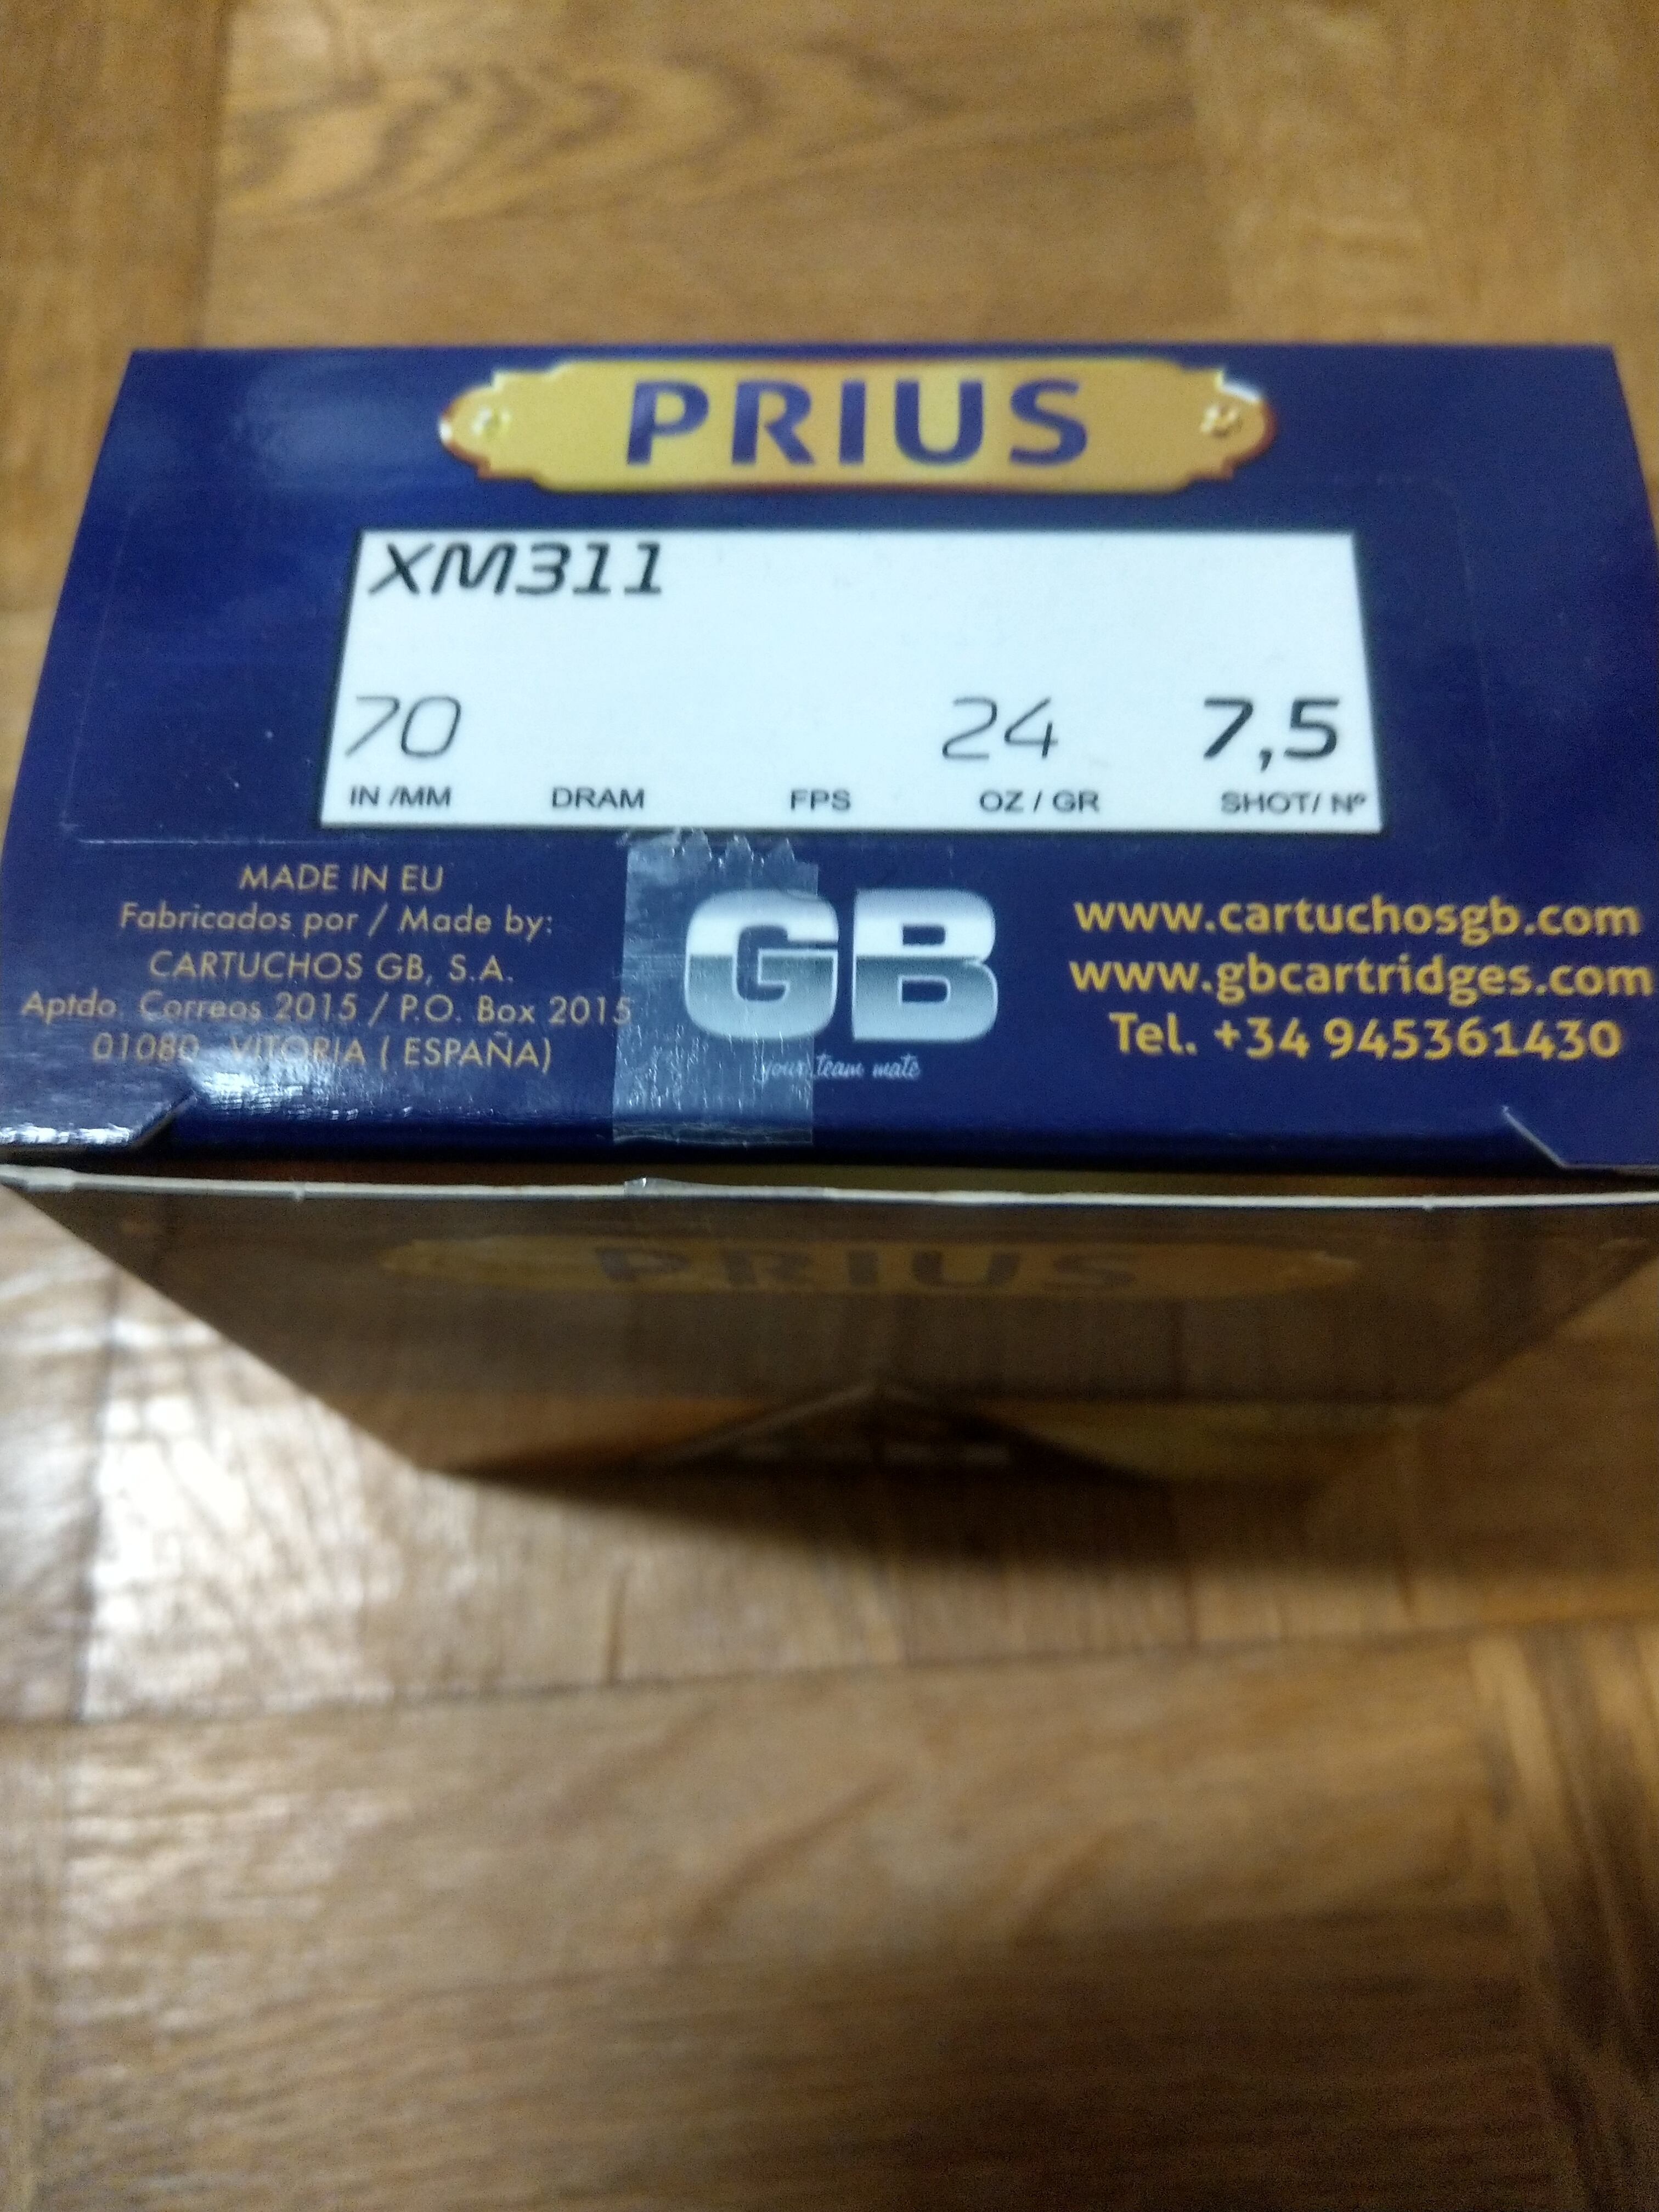 PRIUS
XM311
70 24 7,5
IN /MM DRAM FPS OZ / GR SHOT/ Nº
MADE IN EU
Fabricados por / Made by:
CARTUCHOS GB, S.A.
Aptdo. Correos 2015 / P.O. Box 2015
01080 VITORIA ( ESPAÑA)
GB
your team mate
www.cartuchosgb.com
www.gbcartridges.com
Tel. +34 945361430
PRIUS